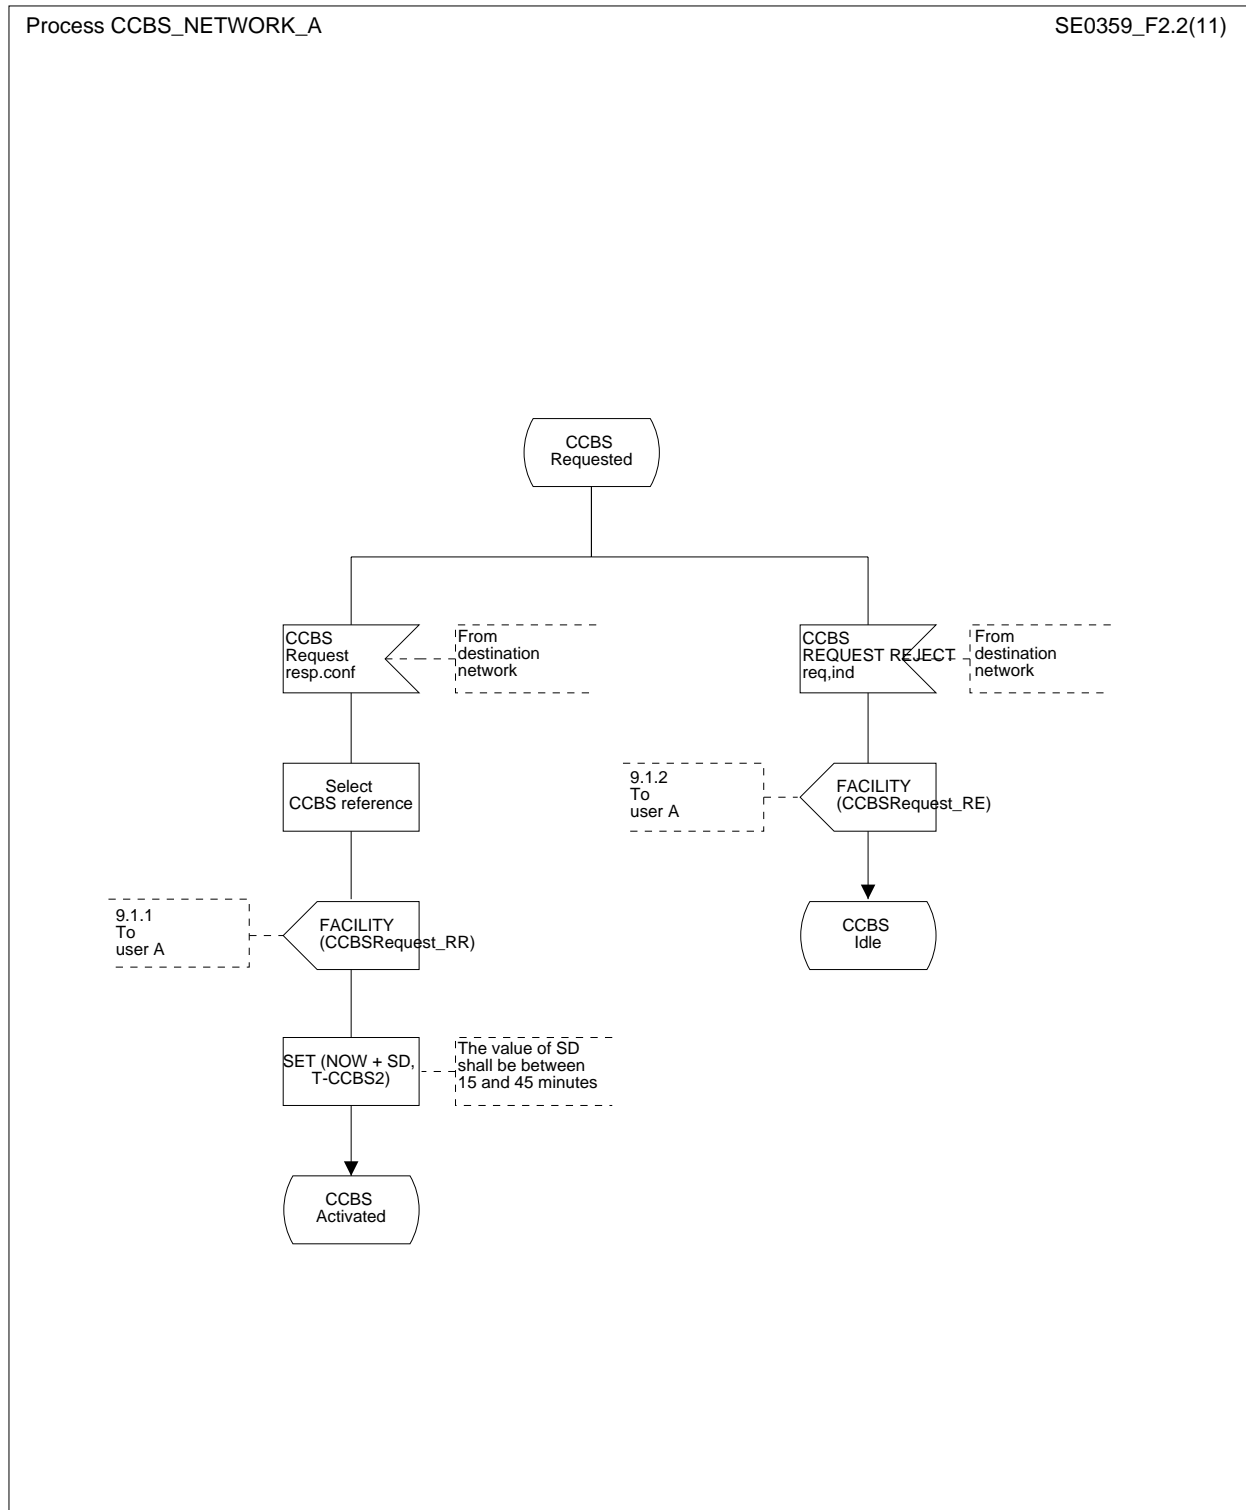 Process CCBS_NETWORK_A
SE0359_F2.2(11)
CCBS
Requested
CCBS
Request
resp.conf
From
destination
network
CCBS
REQUEST REJECT
req,ind
From
destination
network
Select
CCBS reference
9.1.2
To
user A
FACILITY
(CCBSRequest_RE)
9.1.1
To
user A
FACILITY
(CCBSRequest_RR)
CCBS
Idle
SET (NOW + SD,
T-CCBS2)
The value of SD
shall be between
15 and 45 minutes
CCBS
Activated